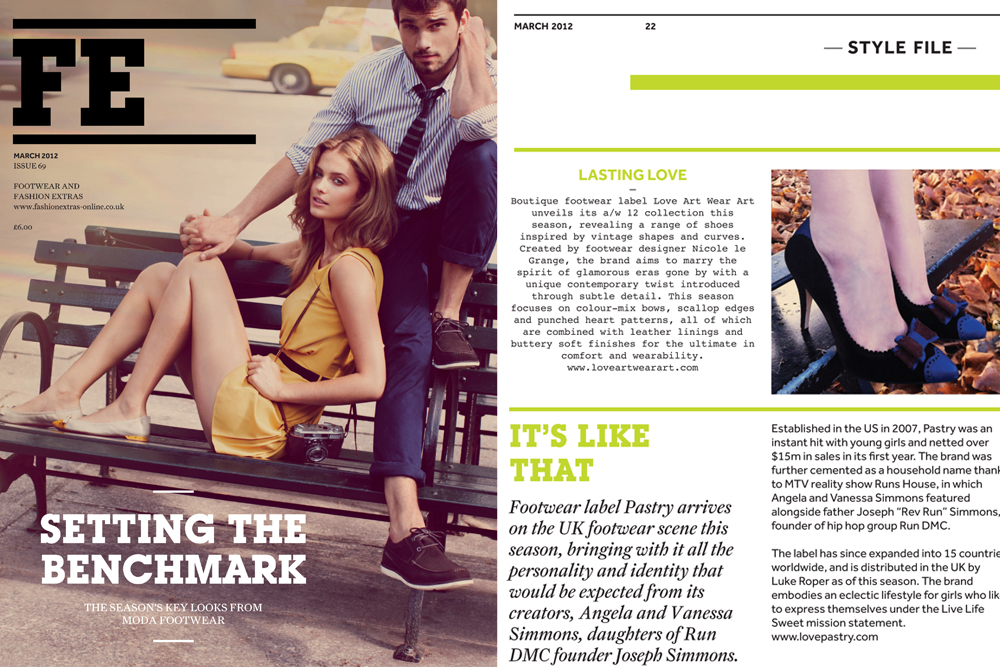 FE
MARCH 2012
ISSUE 69
FOOTWEAR AND
FASHION EXTRAS
www.fashionextras-online.co.uk
£6.00
SETTING THE
BENCHMARK
THE SEASON'S KEY LOOKS FROM
MODA FOOTWEAR
MARCH 2012
22
— STYLE FILE —
LASTING LOVE
–
Boutique footwear label Love Art Wear Art
unveils its a/w 12 collection this
season, revealing a range of shoes
inspired by vintage shapes and curves.
Created by footwear designer Nicole le
Grange, the brand aims to marry the
spirit of glamorous eras gone by with a
unique contemporary twist introduced
through subtle detail. This season
focuses on colour-mix bows, scallop edges
and punched heart patterns, all of which
are combined with leather linings and
buttery soft finishes for the ultimate in
comfort and wearability.
www.loveartwearart.com
IT'S LIKE
THAT
Footwear label Pastry arrives
on the UK footwear scene this
season, bringing with it all the
personality and identity that
would be expected from its
creators, Angela and Vanessa
Simmons, daughters of Run
DMC founder Joseph Simmons.
Established in the US in 2007, Pastry was an
instant hit with young girls and netted over
$15m in sales in its first year. The brand was
further cemented as a household name thank
to MTV reality show Runs House, in which
Angela and Vanessa Simmons featured
alongside father Joseph “Rev Run” Simmons,
founder of hip hop group Run DMC.
The label has since expanded into 15 countrie
worldwide, and is distributed in the UK by
Luke Roper as of this season. The brand
embodies an eclectic lifestyle for girls who lik
to express themselves under the Live Life
Sweet mission statement.
www.lovepastry.com